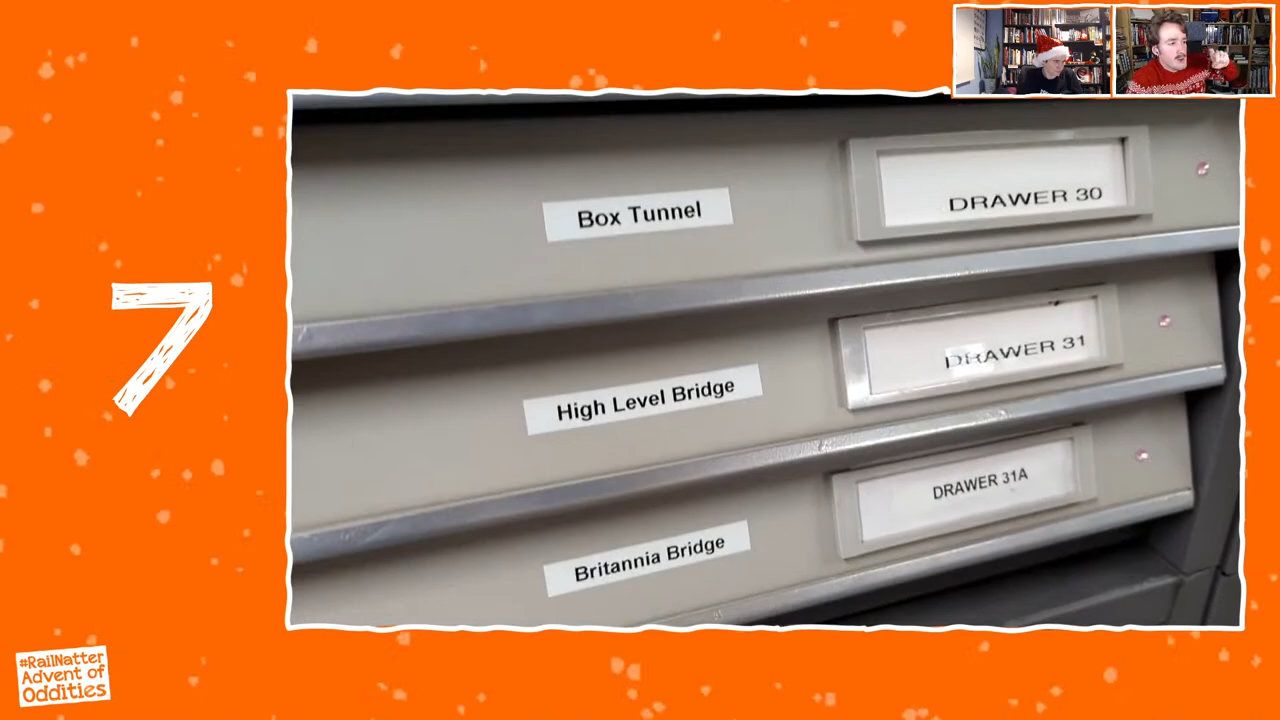 7
Box Tunnel
DRAWER 30
High Level Bridge
DRAWER 31
Britannia Bridge
DRAWER 31A
#RailNatter
Advent of
Oddities